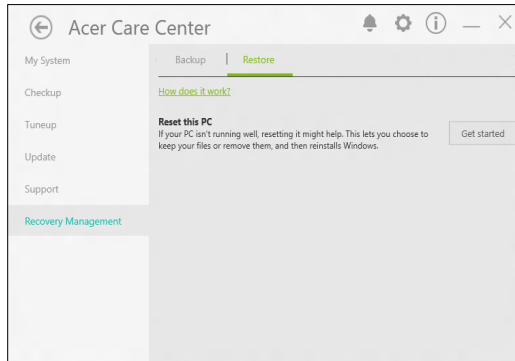 Acer Care Center
My System
Checkup
Tuneup
Update
Support
Recovery Management
Backup | Restore
How does it work?
Reset this PC
If your PC isn't running well, resetting it might help. This lets you choose to
keep your files or remove them, and then reinstalls Windows.
Get started